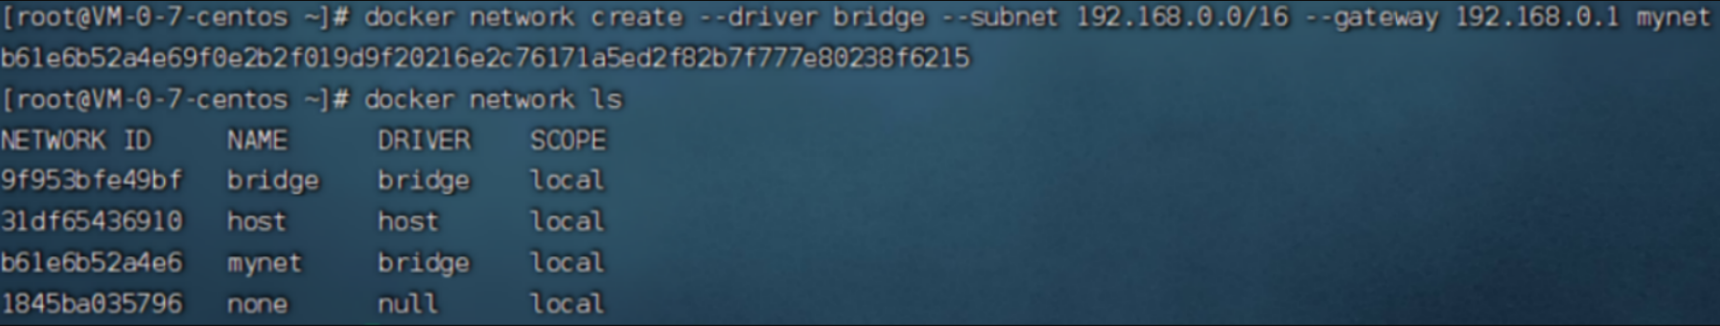 [root@VM-0-7-centos ~]# docker network create --driver bridge --subnet 192.168.0.0/16 --gateway 192.168.0.1 mynet
b61e6b52a4e69f0e2b2f019d9f20216e2c76171a5ed2f82b7f777e80238f6215
[root@VM-0-7-centos ~]# docker network ls
NETWORK ID NAME DRIVER SCOPE
9f953bfe49bf bridge bridge local
31df65436910 host host local
b61e6b52a4e6 mynet bridge local
1845ba035796 none null local